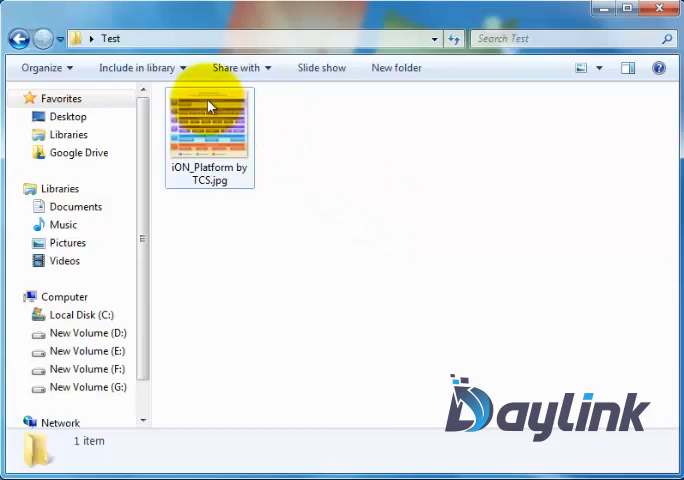 Test
Search Test
Organize
Include in library
Share with
Slide show
New folder
Favorites
Desktop
Libraries
Google Drive
Libraries
Documents
Music
Pictures
Videos
Computer
Local Disk (C:)
New Volume (D:)
New Volume (E:)
New Volume (F:)
New Volume (G:)
Network
iON_Platform by
TCS.jpg
1 item
Daylink